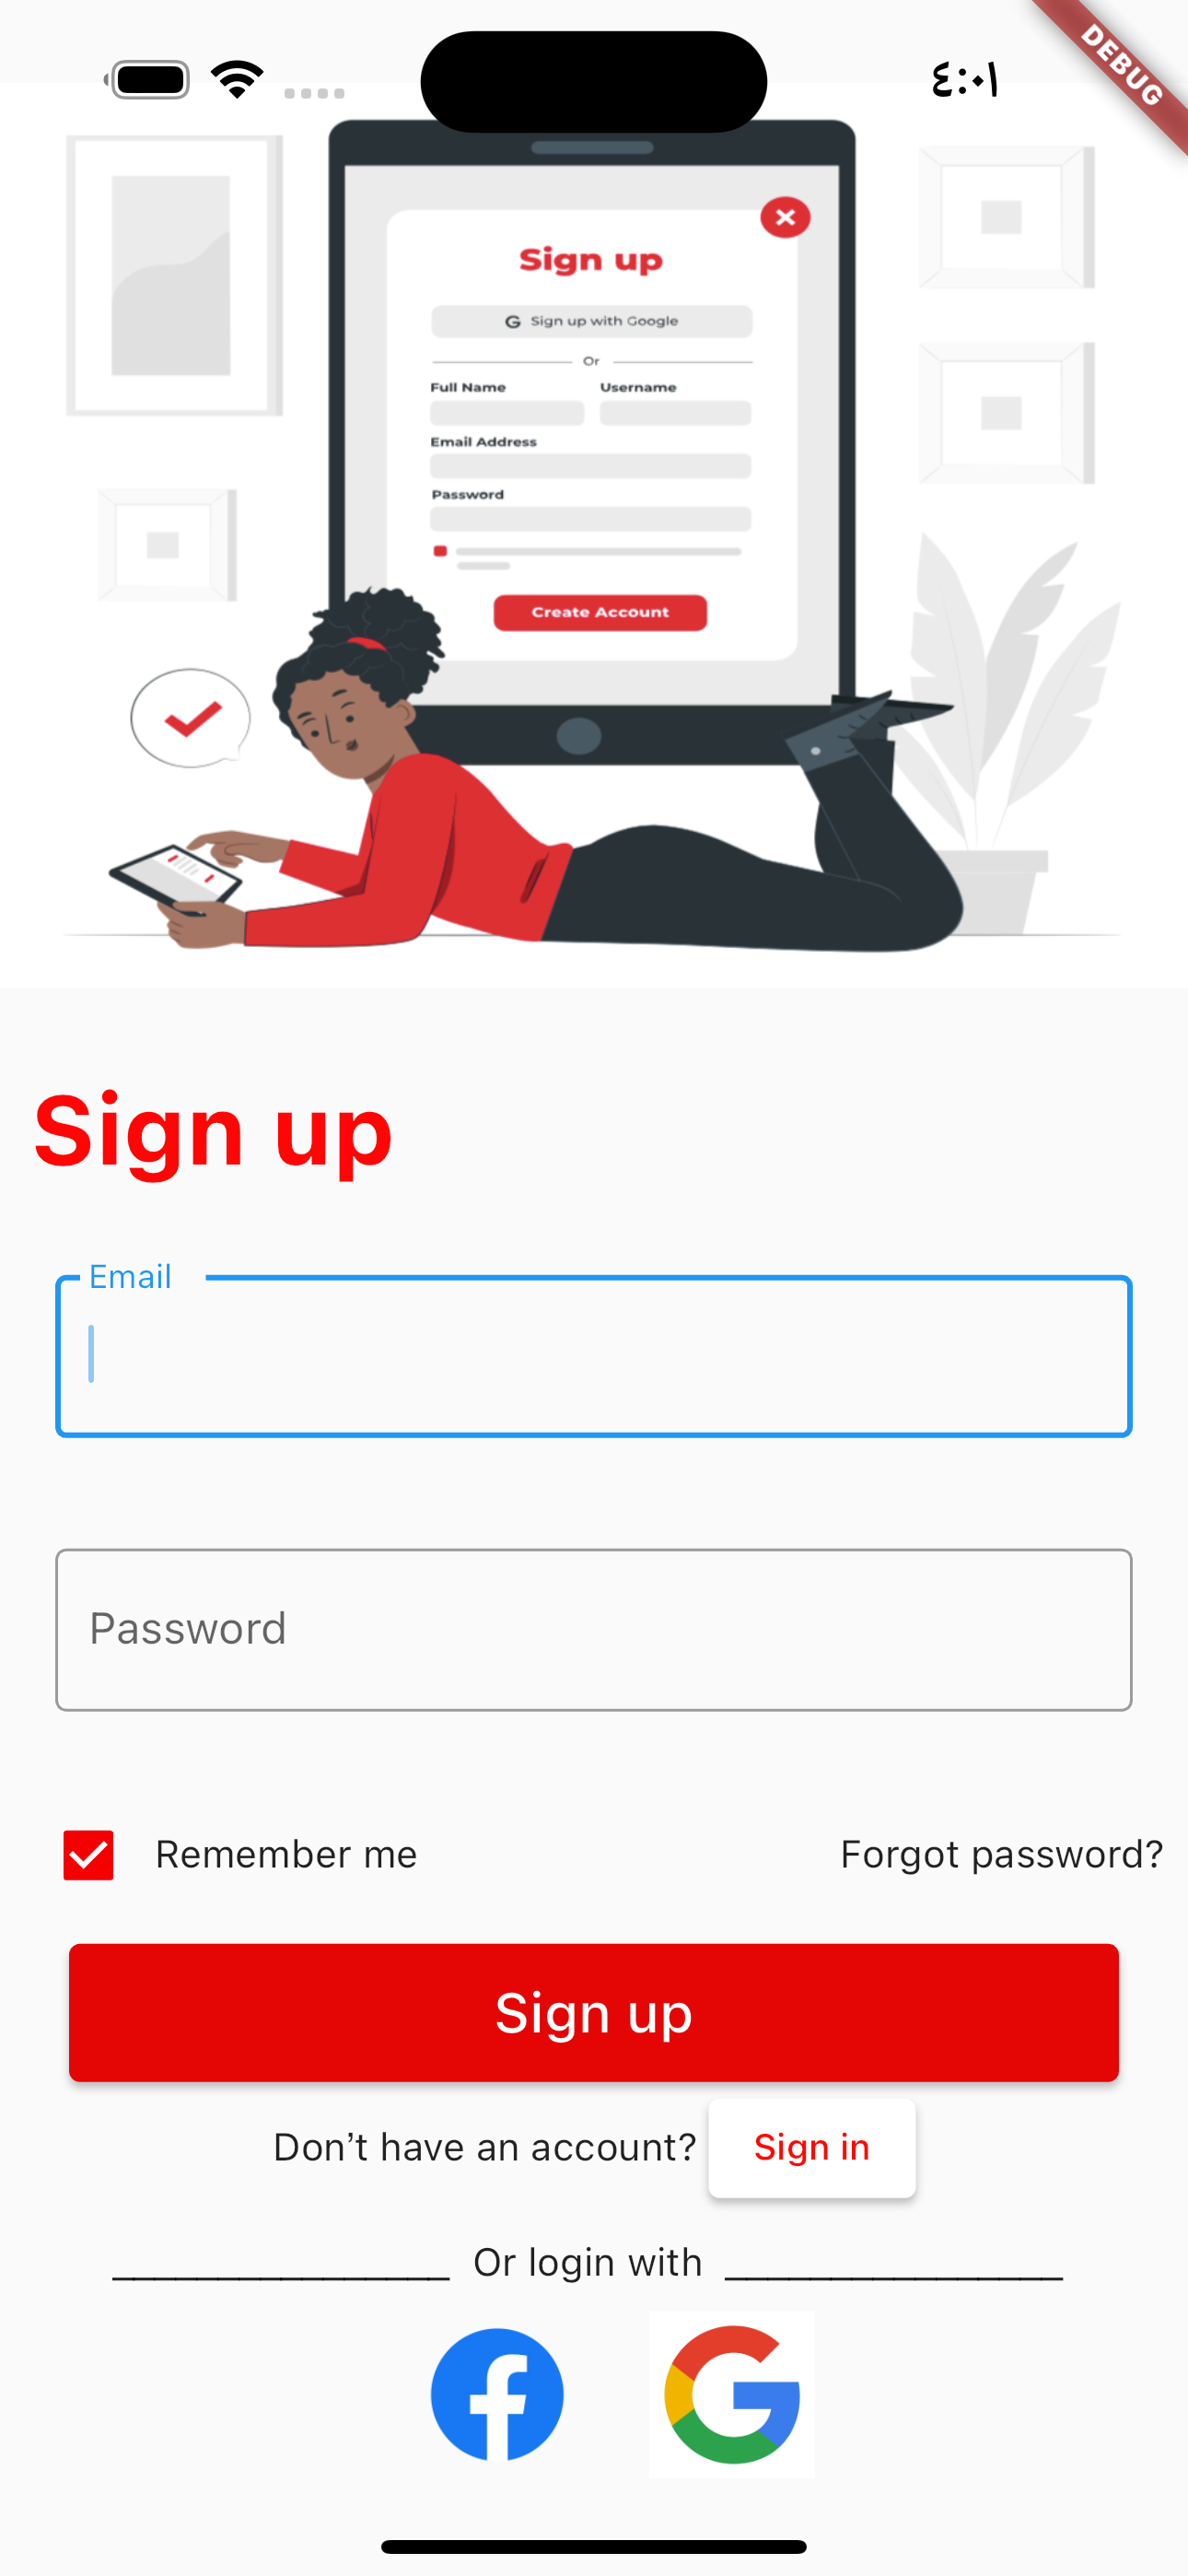 ٤:٠١
DEBUG
Sign up
G Sign up with Google
Or
Full Name Username
Email Address
Password
Create Account
Sign up
Email
Password
Remember me Forgot password?
Sign up
Don’t have an account? Sign in
Or login with